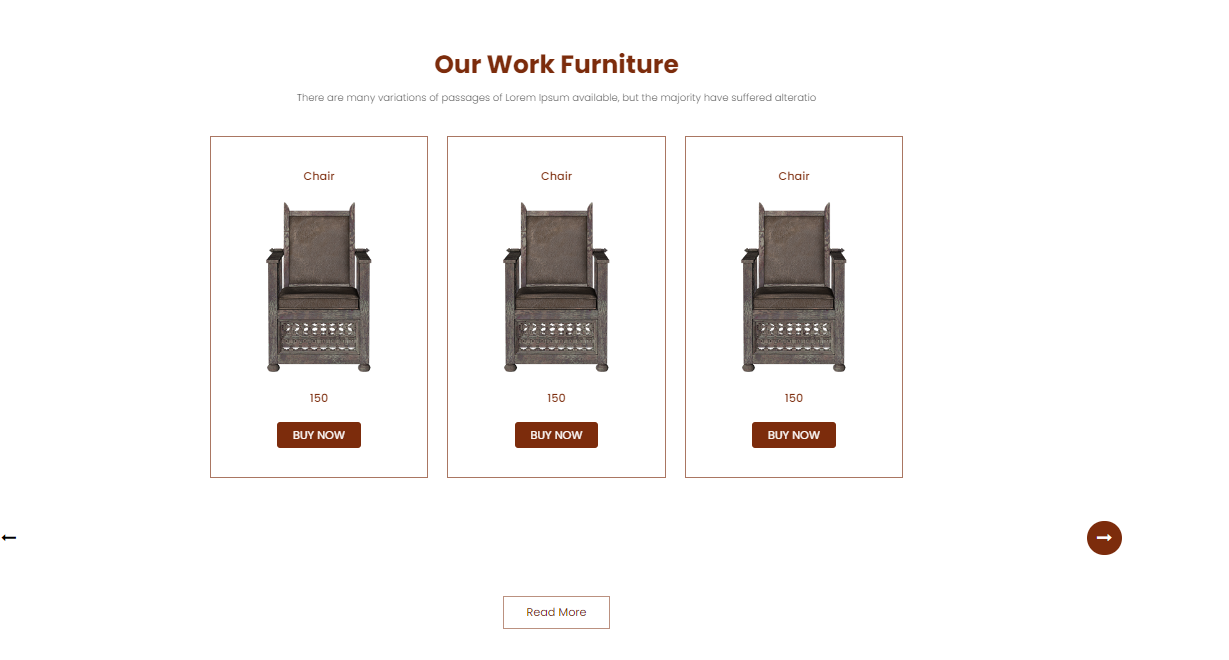 Our Work Furniture
There are many variations of passages of Lorem Ipsum available, but the majority have suffered alteratio
Chair
Chair
Chair
150
150
150
BUY NOW
BUY NOW
BUY NOW
Read More